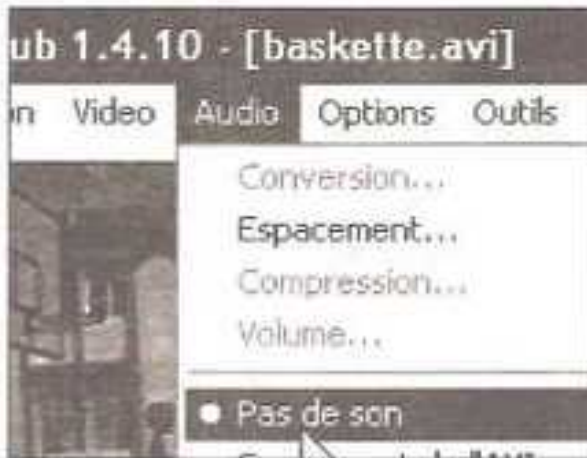 ub 1.4.10 - [baskette.avi]
n Video Audio Options Outils
Conversion...
Espacement...
Compression...
Volume...
Pas de son